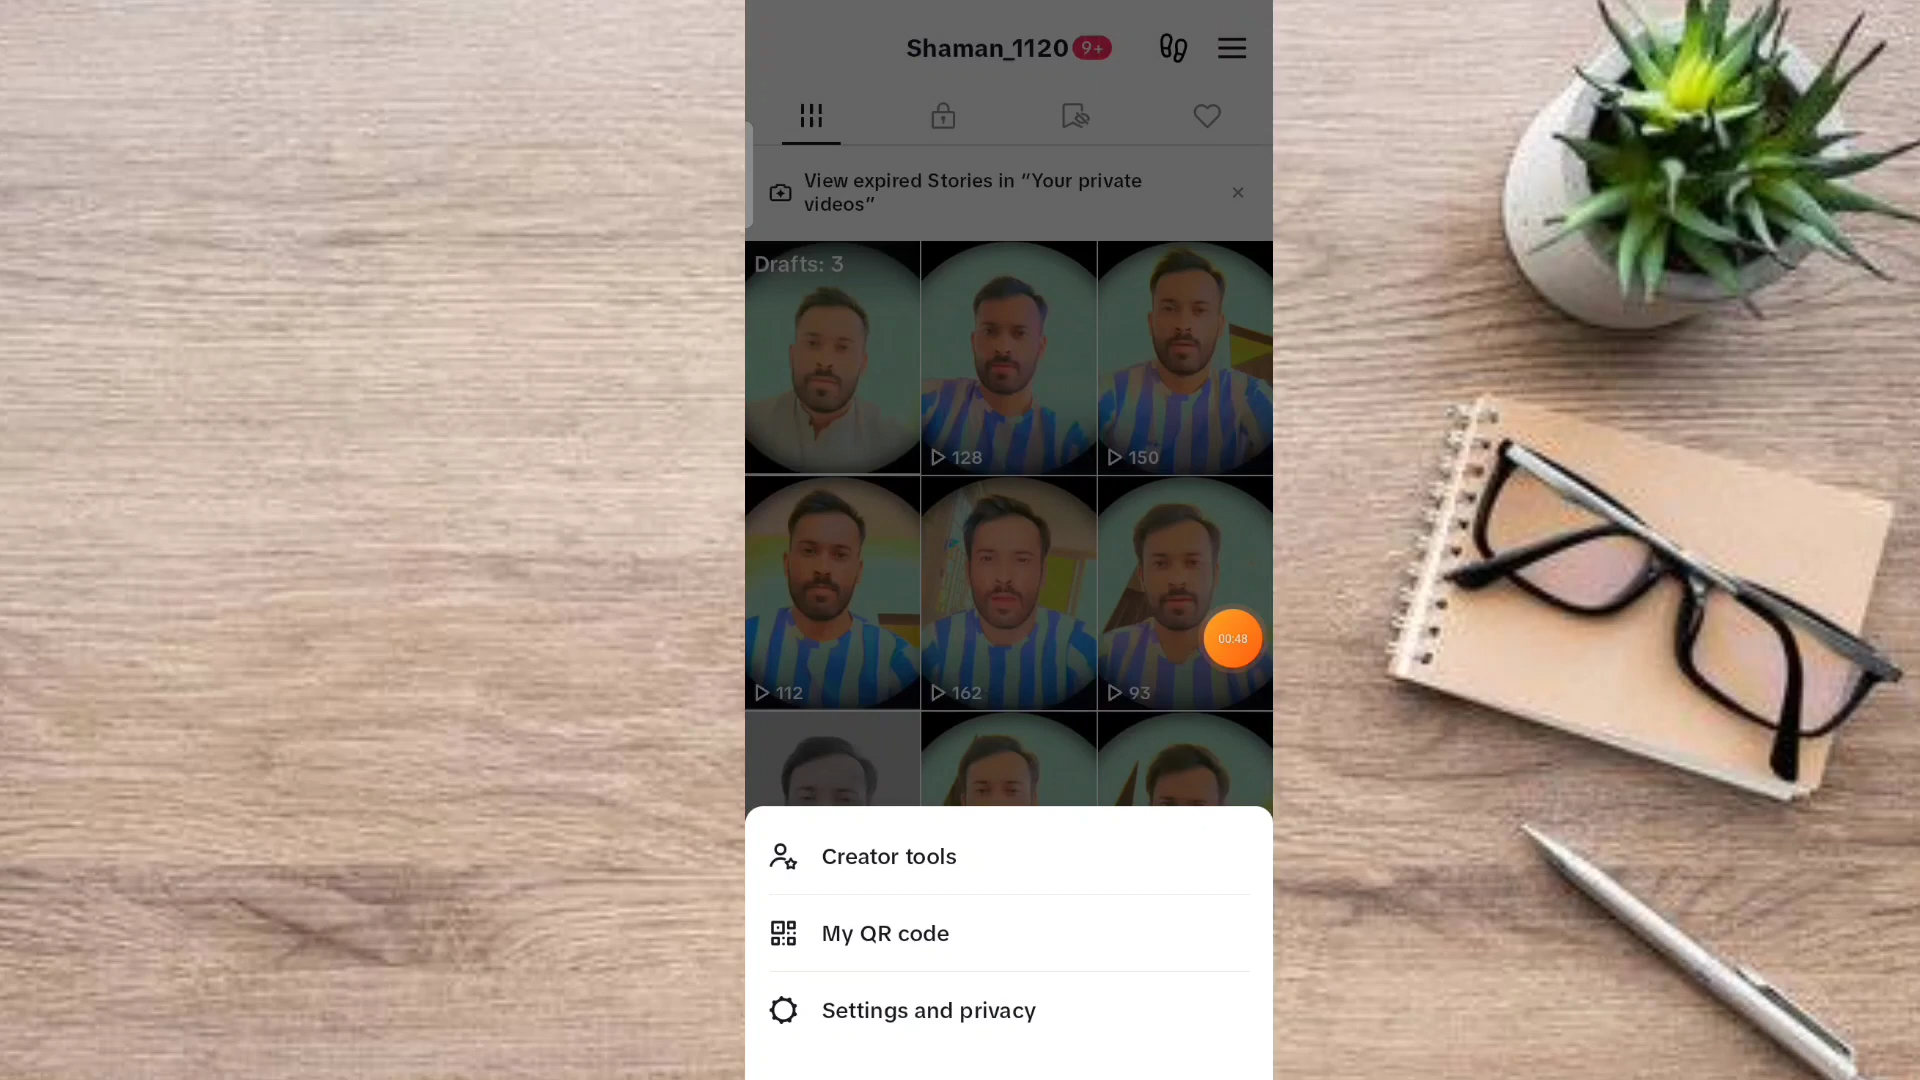 Shaman_1120 9+
View expired Stories in “Your private
videos”
Drafts: 3
128
150
112
162
93
00:48
Creator tools
My QR code
Settings and privacy